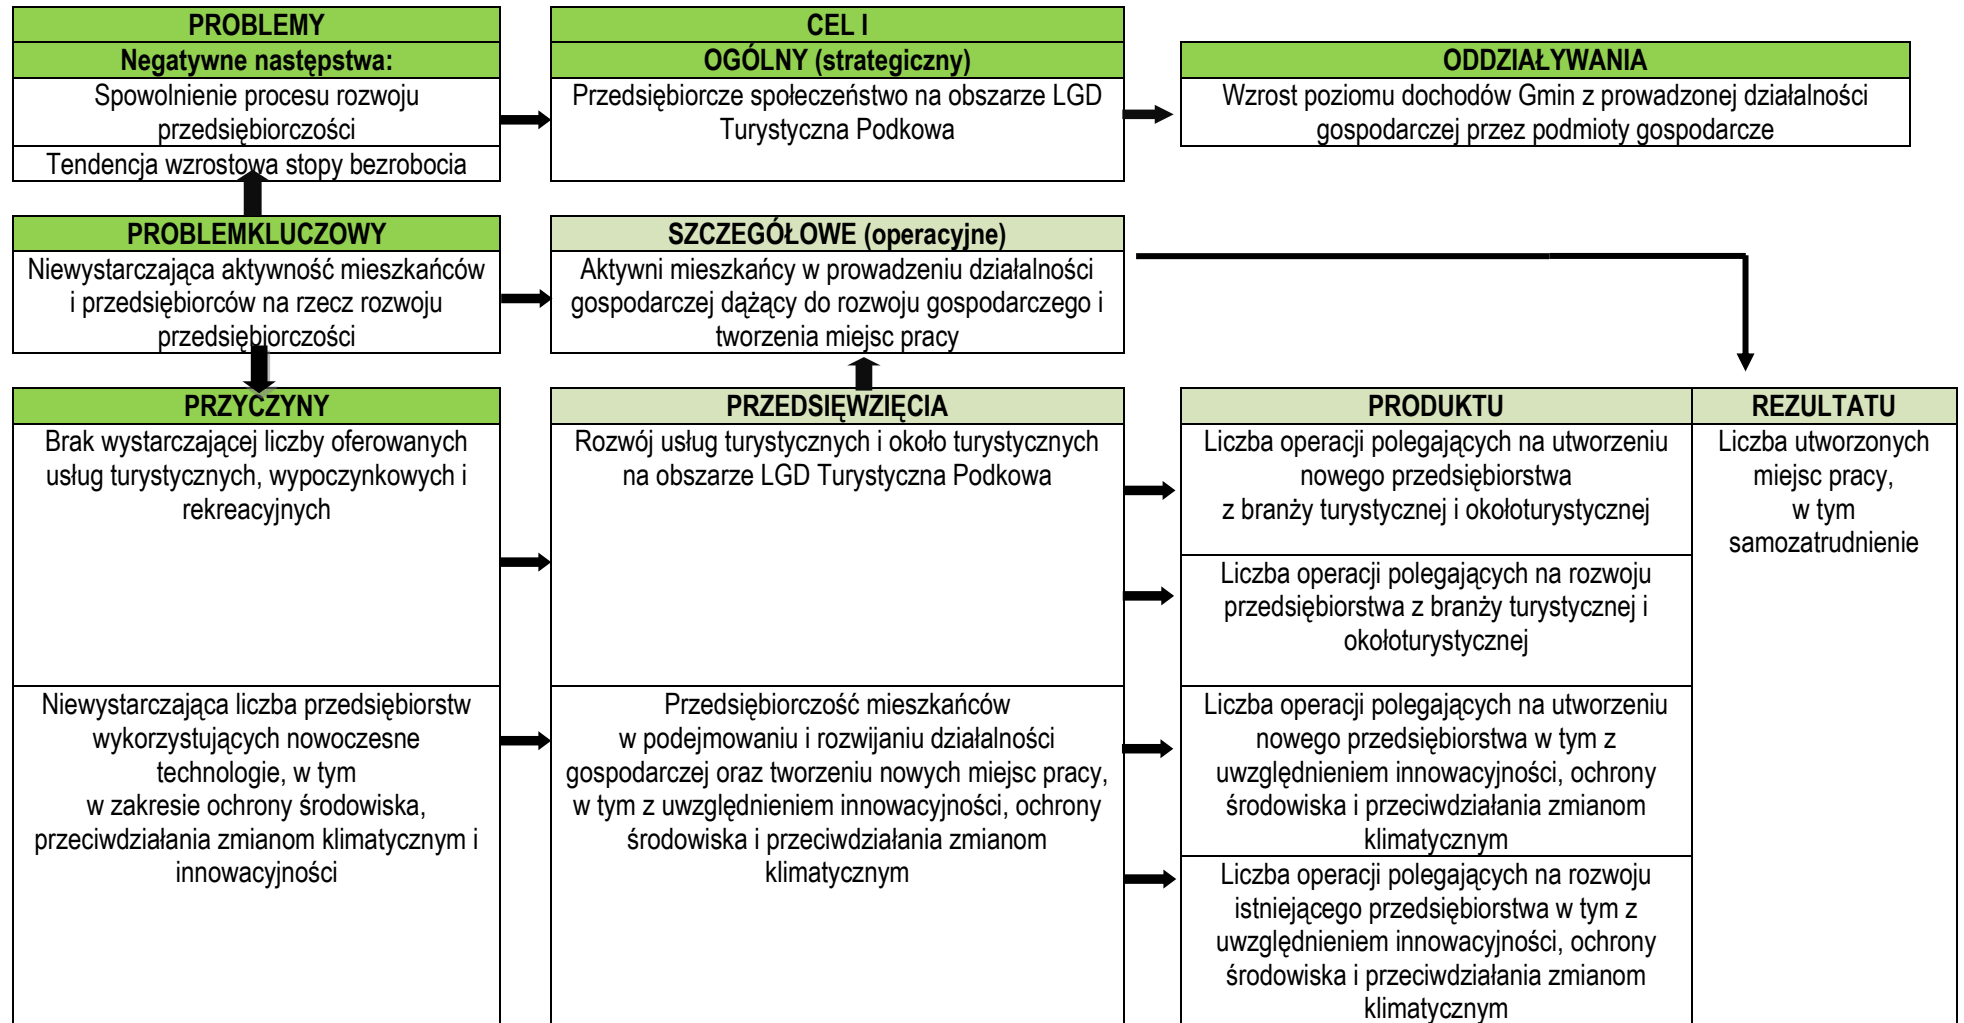 PROBLEMY
Negatywne następstwa:
Spowolnienie procesu rozwoju
przedsiębiorczości
Tendencja wzrostowa stopy bezrobocia
CEL I
OGÓLNY (strategiczny)
Przedsiębiorcze społeczeństwo na obszarze LGD
Turystyczna Podkowa
ODDZIAŁYWANIA
Wzrost poziomu dochodów Gmin z prowadzonej działalności
gospodarczej przez podmioty gospodarcze
PROBLEMKLUCZOWY
Niewystarczająca aktywność mieszkańców
i przedsiębiorców na rzecz rozwoju
przedsiębiorczości
SZCZEGÓŁOWE (operacyjne)
Aktywni mieszkańcy w prowadzeniu działalności
gospodarczej dążący do rozwoju gospodarczego i
tworzenia miejsc pracy
PRZYCZYNY
Brak wystarczającej liczby oferowanych
usług turystycznych, wypoczynkowych i
rekreacyjnych
Niewystarczająca liczba przedsiębiorstw
wykorzystujących nowoczesne
technologie, w tym
w zakresie ochrony środowiska,
przeciwdziałania zmianom klimatycznym i
innowacyjności
PRZEDSIĘWZIĘCIA
Rozwój usług turystycznych i około turystycznych
na obszarze LGD Turystyczna Podkowa
Przedsiębiorczość mieszkańców
w podejmowaniu i rozwijaniu działalności
gospodarczej oraz tworzeniu nowych miejsc pracy,
w tym z uwzględnieniem innowacyjności, ochrony
środowiska i przeciwdziałania zmianom
klimatycznym
PRODUKTU
Liczba operacji polegających na utworzeniu
nowego przedsiębiorstwa
z branży turystycznej i okołoturystycznej
Liczba operacji polegających na rozwoju
przedsiębiorstwa z branży turystycznej i
okołoturystycznej
Liczba operacji polegających na utworzeniu
nowego przedsiębiorstwa w tym z
uwzględnieniem innowacyjności, ochrony
środowiska i przeciwdziałania zmianom
klimatycznym
Liczba operacji polegających na rozwoju
istniejącego przedsiębiorstwa w tym z
uwzględnieniem innowacyjności, ochrony
środowiska i przeciwdziałania zmianom
klimatycznym
REZULTATU
Liczba utworzonych
miejsc pracy,
w tym
samozatrudnienie